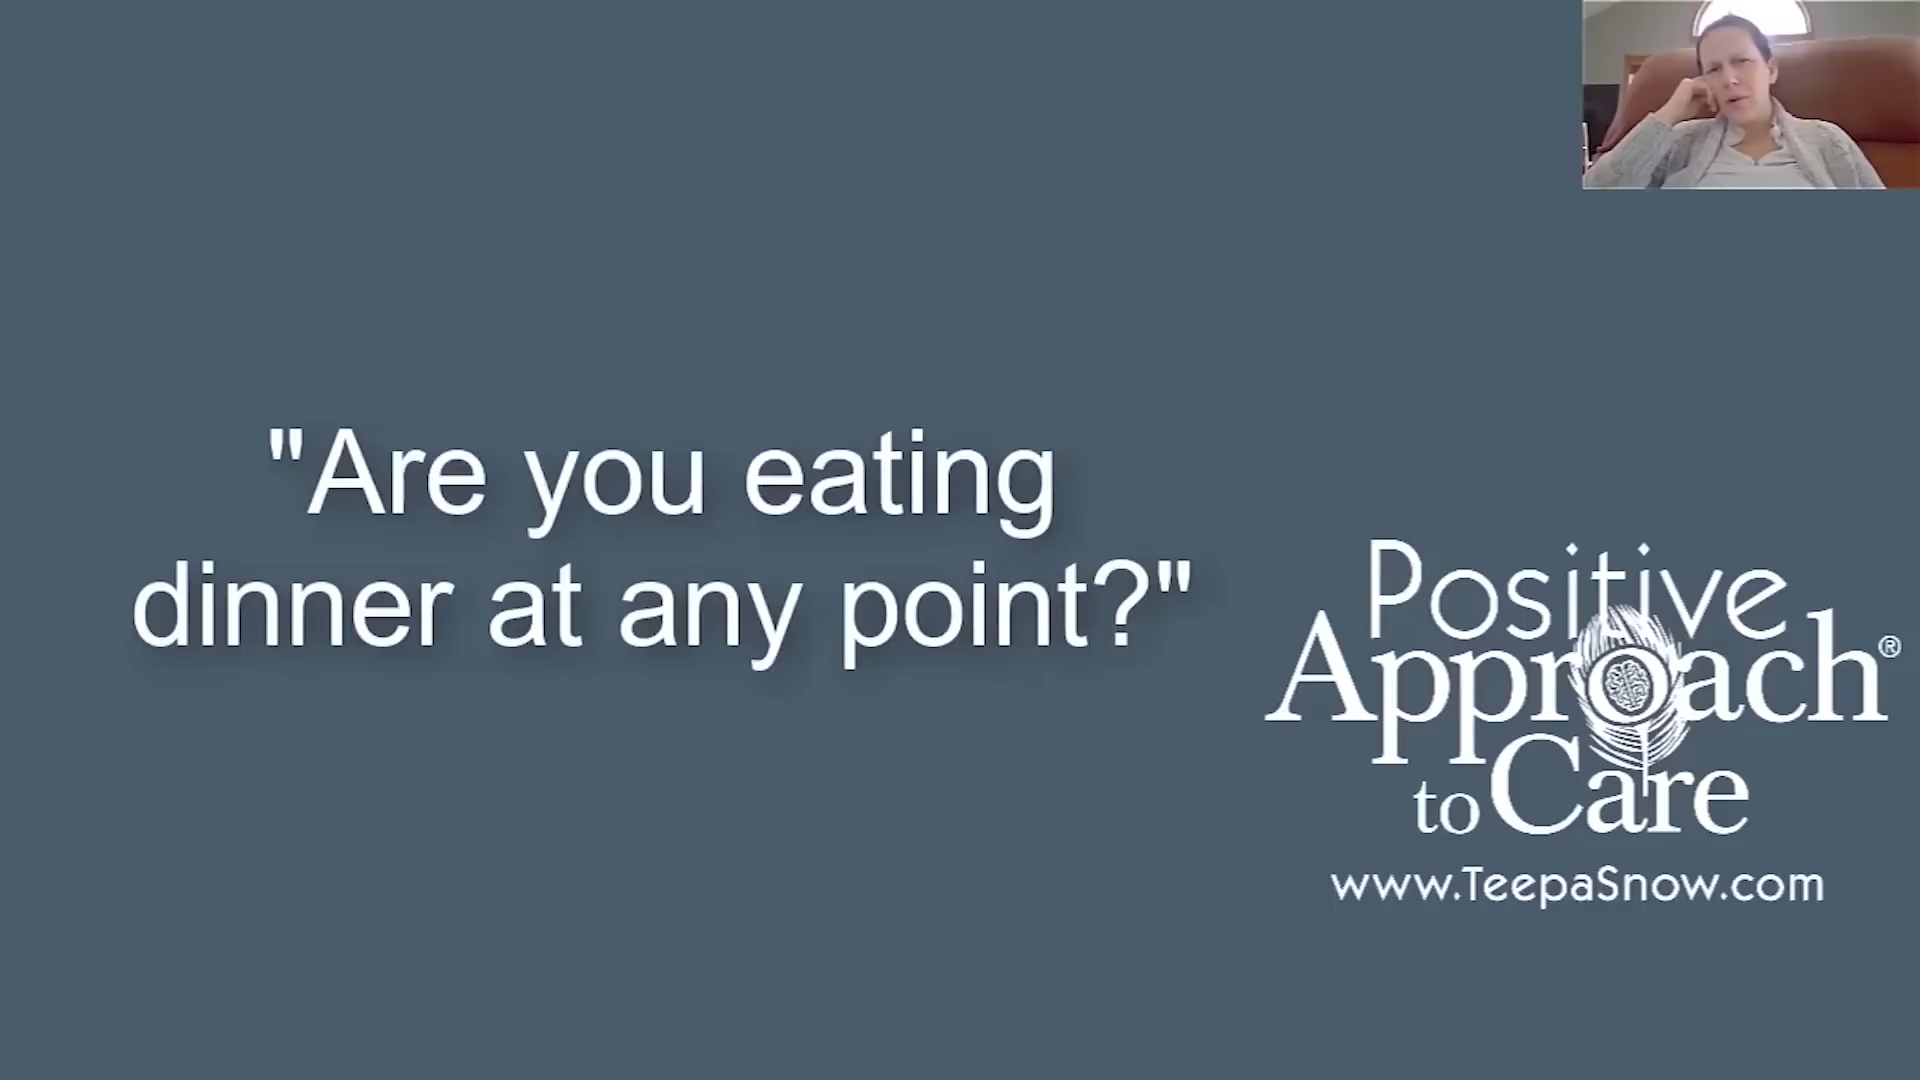 "Are you eating
dinner at any point?"
Positive
Approach®
to Care
www.TeepaSnow.com